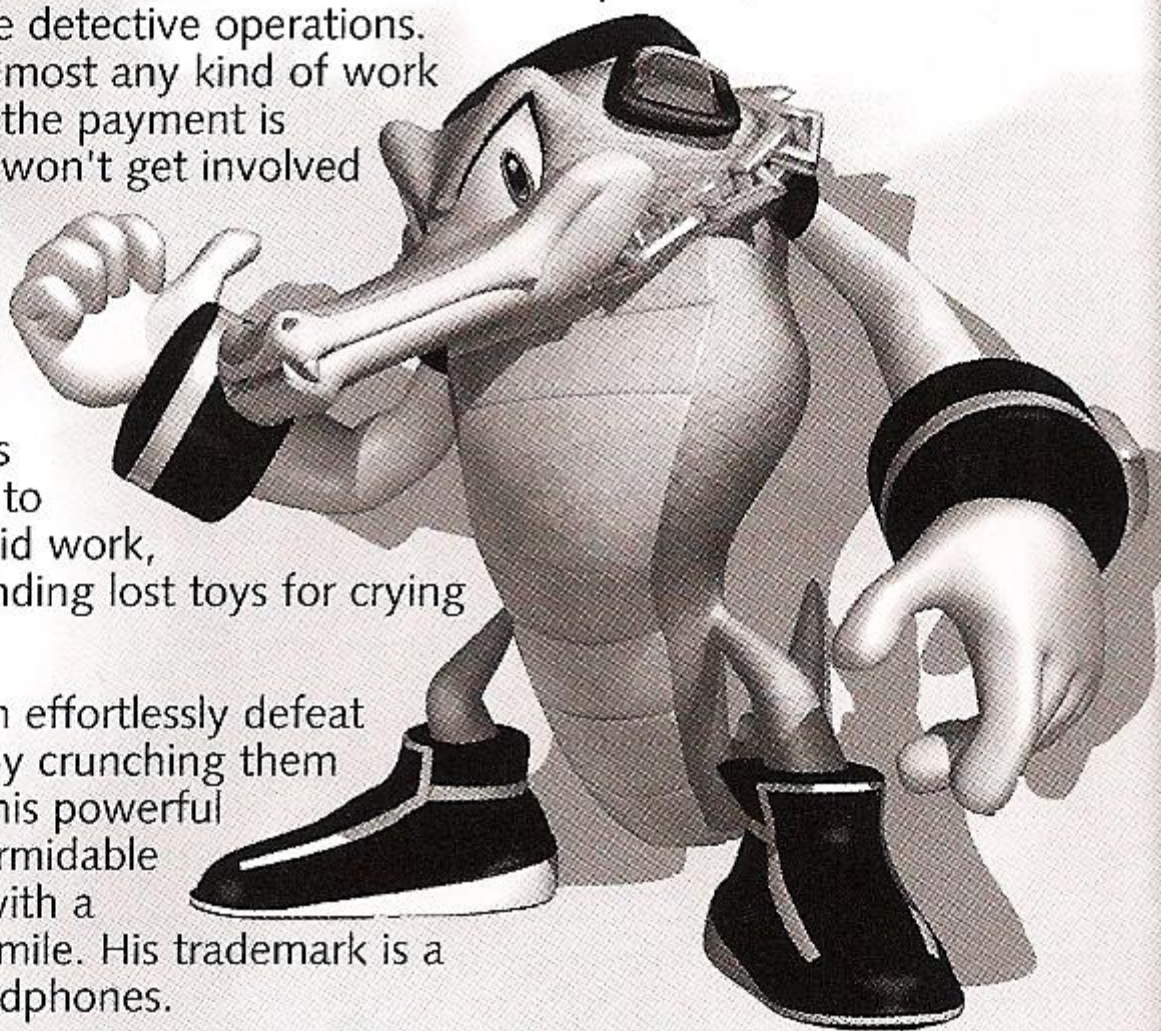 e detective operations.
most any kind of work
the payment is
won't get involved
s
to
id work,
nding lost toys for crying
n effortlessly defeat
y crunching them
his powerful
rmidable
with a
mile. His trademark is a
dphones.